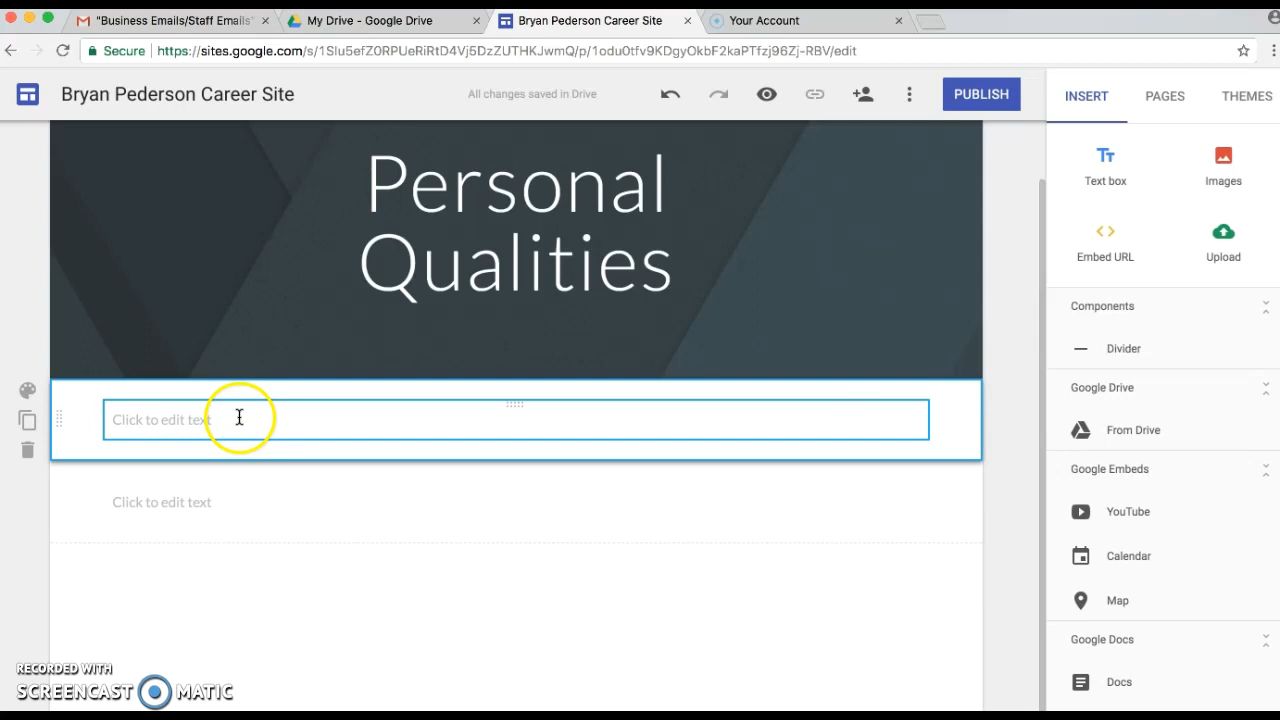 "Business Emails/Staff Emails"
My Drive - Google Drive
Bryan Pederson Career Site
Your Account
Secure
https://sites.google.com/s/1Slu5efZ0RPUeRiRtD4Vj5DzZUTHKJwmQ/p/1odu0tfv9KDgyOkbF2kaPTfzj96Zj-RBV/edit
Bryan Pederson Career Site
All changes saved in Drive
PUBLISH
INSERT
PAGES
THEMES
Personal
Qualities
Text box
Images
Embed URL
Upload
Components
Divider
Google Drive
Click to edit text
From Drive
Google Embeds
Click to edit text
YouTube
Calendar
Map
Google Docs
Docs
RECORDED WITH
SCREENCAST MATIC